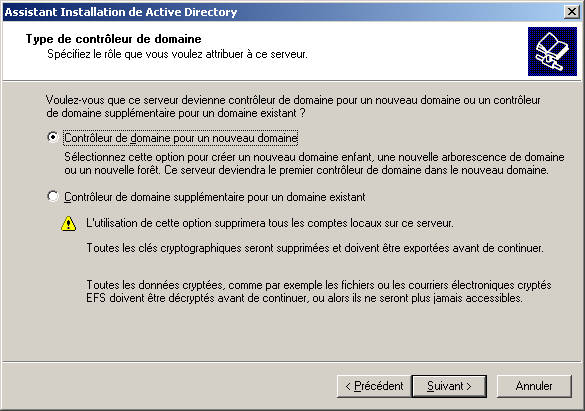 Assistant Installation de Active Directory
Type de contrôleur de domaine
Spécifiez le rôle que vous voulez attribuer à ce serveur.
Voulez-vous que ce serveur devienne contrôleur de domaine pour un nouveau domaine ou un contrôleur
de domaine supplémentaire pour un domaine existant ?
Contrôleur de domaine pour un nouveau domaine
Sélectionnez cette option pour créer un nouveau domaine enfant, une nouvelle arborescence de domaine
ou un nouvelle forêt. Ce serveur deviendra le premier contrôleur de domaine dans le nouveau domaine.
Contrôleur de domaine supplémentaire pour un domaine existant
L'utilisation de cette option supprimera tous les comptes locaux sur ce serveur.
Toutes les clés cryptographiques seront supprimées et doivent être exportées avant de continuer.
Toutes les données cryptées, comme par exemple les fichiers ou les courriers électroniques cryptés
EFS doivent être décryptés avant de continuer, ou alors ils ne seront plus jamais accessibles.
< Précédent Suivant > Annuler